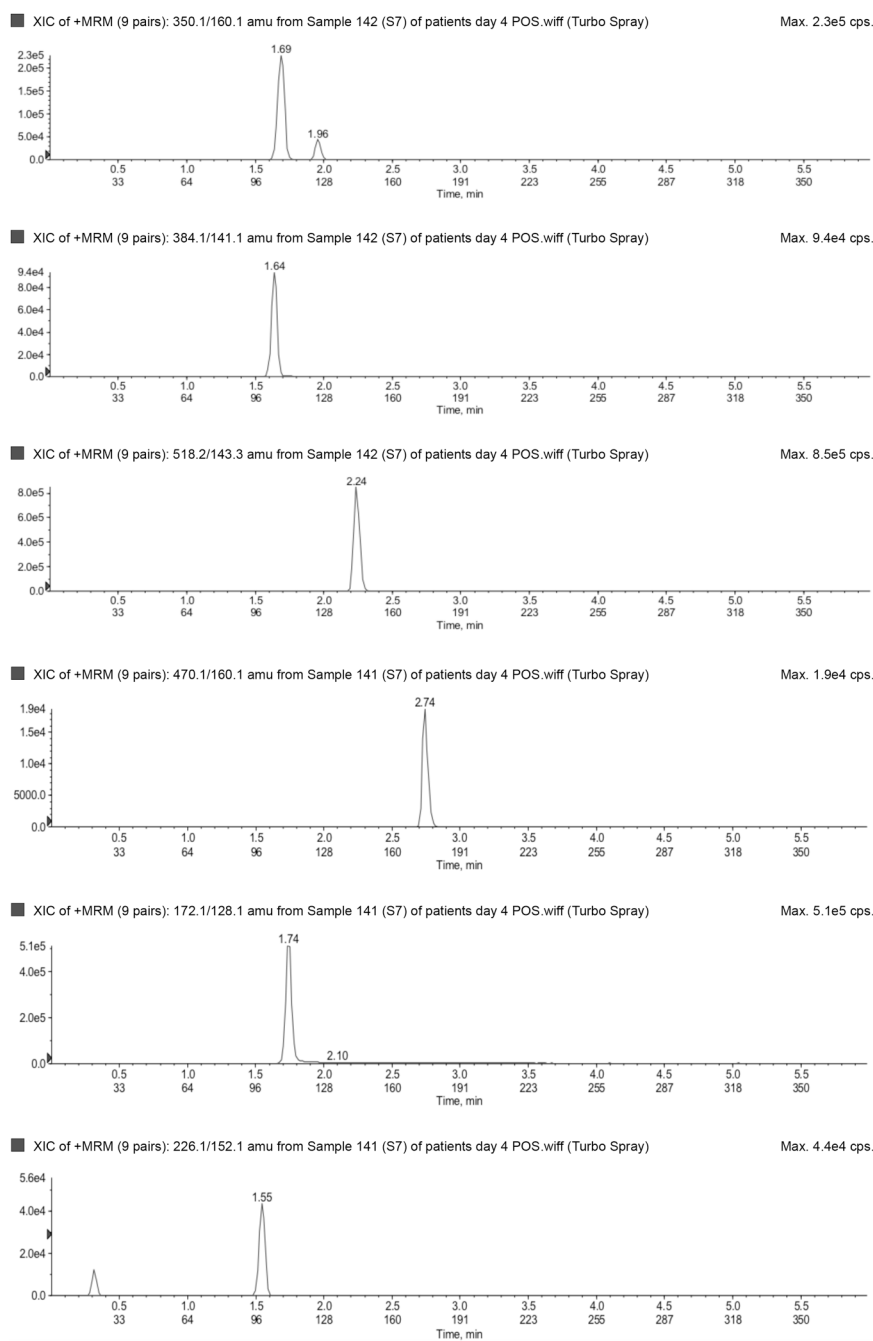 XIC of +MRM (9 pairs): 350.1/160.1 amu from Sample 142 (S7) of patients day 4 POS.wiff (Turbo Spray) Max. 2.3e5 cps.
1.69
2.3e5
2.0e5
1.5e5
1.0e5
1.96
5.0e4
0.0
0.5 1.0 1.5 2.0 2.5 3.0 3.5 4.0 4.5 5.0 5.5
33 64 96 128 160 191 223 255 287 318 350
Time, min
XIC of +MRM (9 pairs): 384.1/141.1 amu from Sample 142 (S7) of patients day 4 POS.wiff (Turbo Spray) Max. 9.4e4 cps.
1.64
9.4e4
8.0e4
6.0e4
4.0e4
2.0e4
0.0
0.5 1.0 1.5 2.0 2.5 3.0 3.5 4.0 4.5 5.0 5.5
33 64 96 128 160 191 223 255 287 318 350
Time, min
XIC of +MRM (9 pairs): 518.2/143.3 amu from Sample 142 (S7) of patients day 4 POS.wiff (Turbo Spray) Max. 8.5e5 cps.
2.24
8.0e5
6.0e5
4.0e5
2.0e5
0.0
0.5 1.0 1.5 2.0 2.5 3.0 3.5 4.0 4.5 5.0 5.5
33 64 96 128 160 191 223 255 287 318 350
Time, min
XIC of +MRM (9 pairs): 470.1/160.1 amu from Sample 141 (S7) of patients day 4 POS.wiff (Turbo Spray) Max. 1.9e4 cps.
2.74
1.9e4
1.5e4
1.0e4
5000.0
0.0
0.5 1.0 1.5 2.0 2.5 3.0 3.5 4.0 4.5 5.0 5.5
33 64 96 128 160 191 223 255 287 318 350
Time, min
XIC of +MRM (9 pairs): 172.1/128.1 amu from Sample 141 (S7) of patients day 4 POS.wiff (Turbo Spray) Max. 5.1e5 cps.
1.74
5.1e5
4.0e5
2.0e5
2.10
0.0
0.5 1.0 1.5 2.0 2.5 3.0 3.5 4.0 4.5 5.0 5.5
33 64 96 128 160 191 223 255 287 318 350
Time, min
XIC of +MRM (9 pairs): 226.1/152.1 amu from Sample 141 (S7) of patients day 4 POS.wiff (Turbo Spray) Max. 4.4e4 cps.
5.6e4
1.55
4.0e4
2.0e4
0.0
0.5 1.0 1.5 2.0 2.5 3.0 3.5 4.0 4.5 5.0 5.5
33 64 96 128 160 191 223 255 287 318 350
Time, min